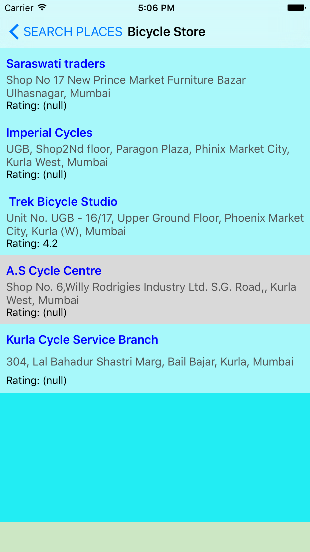 Carrier 5:06 PM
SEARCH PLACES Bicycle Store
Saraswati traders
Shop No 17 New Prince Market Furniture Bazar
Ulhasnagar, Mumbai
Rating: (null)
Imperial Cycles
UGB, Shop2Nd floor, Paragon Plaza, Phinix Market City,
Kurla West, Mumbai
Rating: (null)
Trek Bicycle Studio
Unit No. UGB - 16/17, Upper Ground Floor, Phoenix Market
City, Kurla (W), Mumbai
Rating: 4.2
A.S Cycle Centre
Shop No. 6,Willy Rodrigies Industry Ltd. S.G. Road,, Kurla
West, Mumbai
Rating: (null)
Kurla Cycle Service Branch
304, Lal Bahadur Shastri Marg, Bail Bajar, Kurla, Mumbai
Rating: (null)